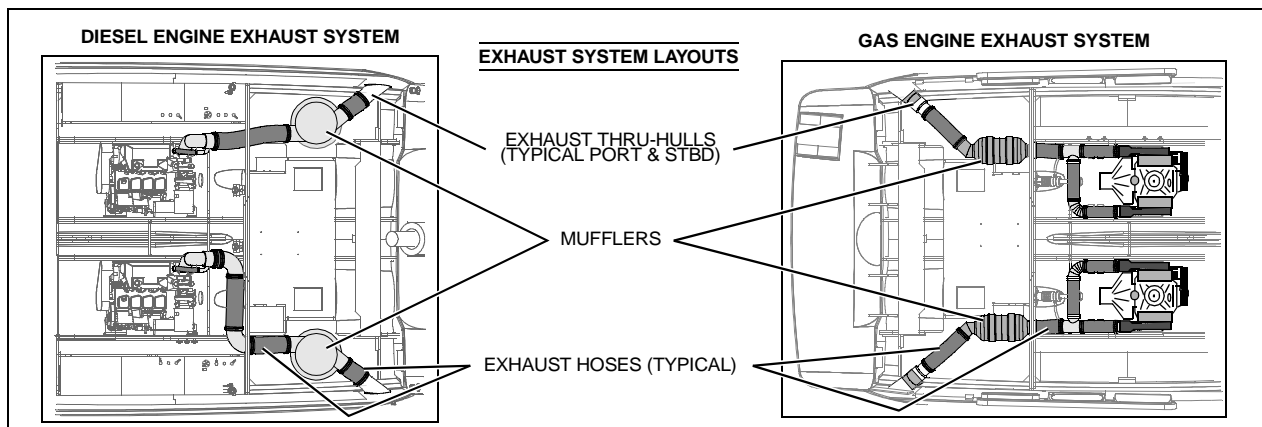 DIESEL ENGINE EXHAUST SYSTEM
EXHAUST SYSTEM LAYOUTS
GAS ENGINE EXHAUST SYSTEM
EXHAUST THRU-HULLS
(TYPICAL PORT & STBD)
MUFFLERS
EXHAUST HOSES (TYPICAL)